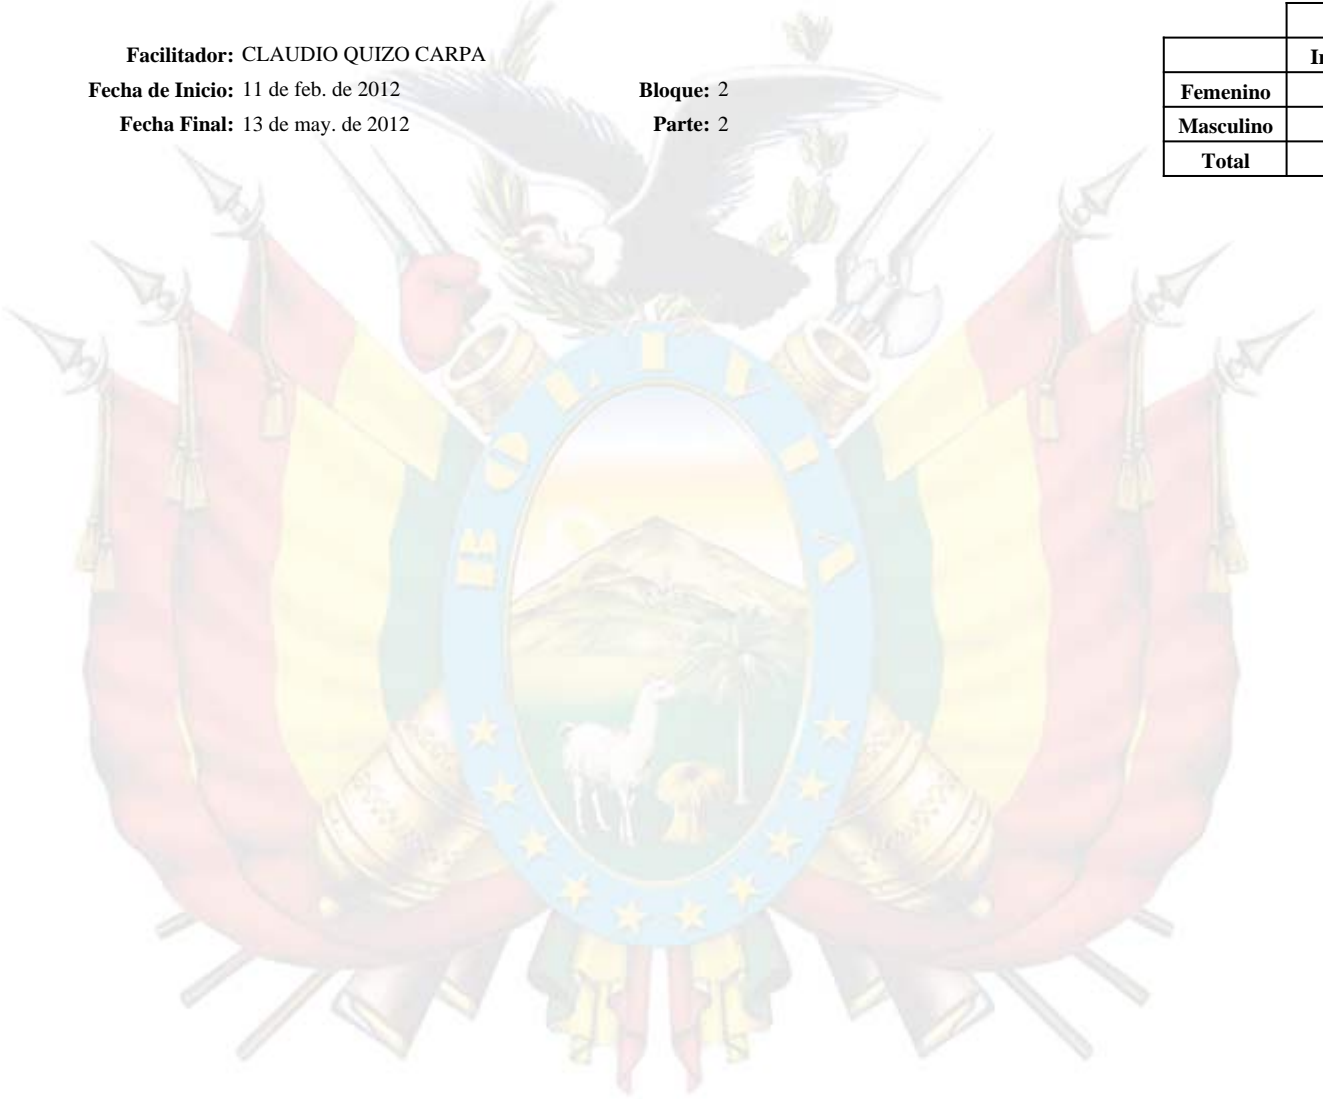 Facilitador: CLAUDIO QUIZO CARPA
Fecha de Inicio: 11 de feb. de 2012
Bloque: 2
Fecha Final: 13 de may. de 2012
Parte: 2
Femenino
Masculino
Total
BOLIVIA